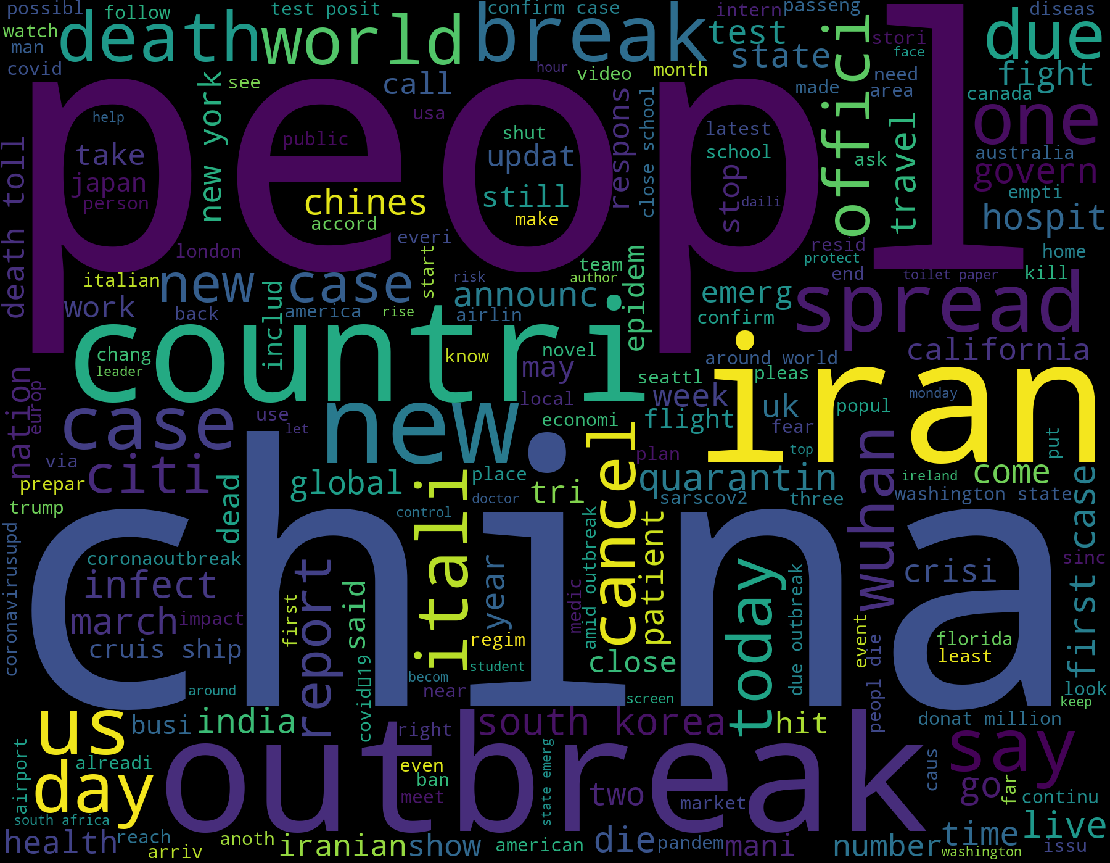 possibl
follow
test posit
confirm case
intern
passeng
diseas
watch
man
covid
death
world
break
test
state
stori
face
due
see
call
hour
video
month
made
need
area
fight
canada
people
peopl
help
usa
public
take
japan
person
new york
shut
updat
still
make
respons
close school
latest
school
stop
daili
offici
ask
travel
one
australia
govern
empti
hospit
death toll
chines
accord
everi
london
italian
new case
work
back
america
includ
rise
start
risk
team
author
announc
airlin
epidem
resid
protect
end
toilet paper
home
kill
emerg
confirm
spread
countri
chang
leader
know
novel
may
around world
seattl
pleas
california
iran
nation
europ
case
use
let
new
local
economi
week
flight
uk
fear
popul
monday
put
via
citi
prepar
trump
global
dead
itali
place
tri
doctor
control
cancel
plan
quarantin
top
sarscov2
three
wuhan
ireland
come
washington state
first case
china
coronavirusupd
coronaoutbreak
infect
march
impact
cruis ship
report
first
said
year
regim
student
medic
amid outbreak
patient
today
due outbreak
crisi
florida
least
event
peopl die
sinc
look
keep
around
covid19
becom
near
close
screen
us
day
busi
india
right
south korea
hit
donat million
say
airport
alreadi
outbreak
even
ban
meet
state emerg
two
market
caus
go
far
continu
south africa
health
reach
arriv
anoth
iranian
show
american
die
pandem
mani
number
time
washington
live
issu